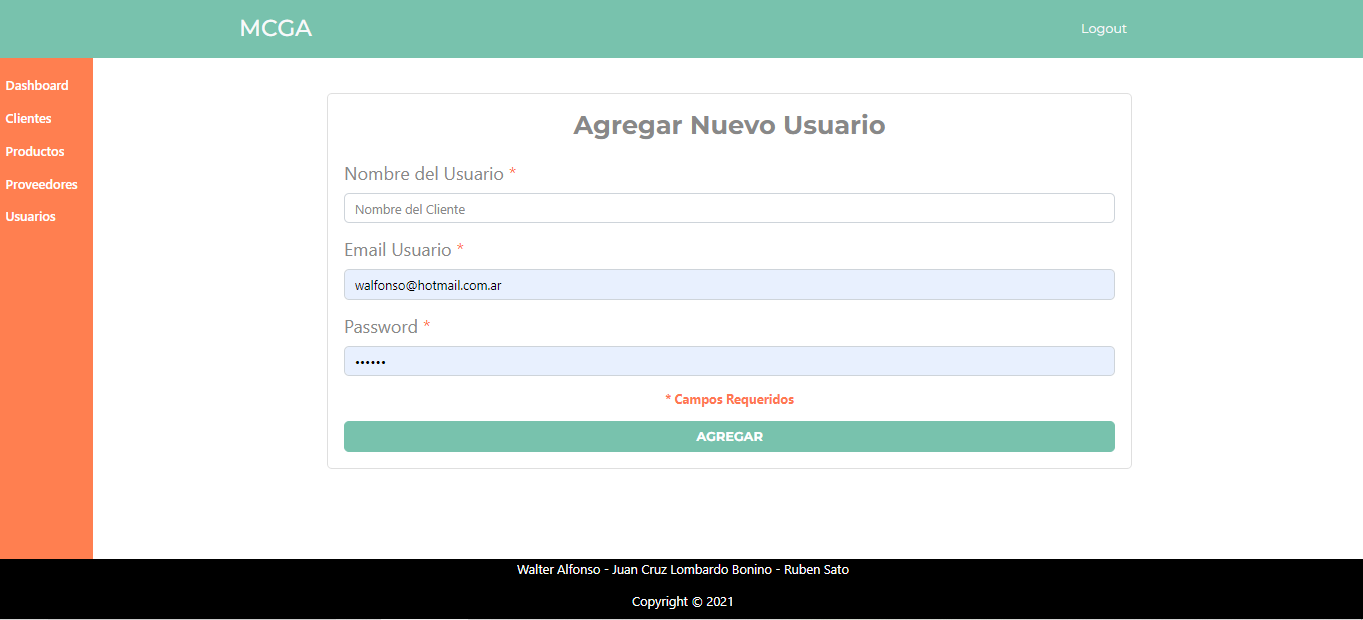 MCGA
Logout
Dashboard
Clientes
Productos
Proveedores
Usuarios
Agregar Nuevo Usuario
Nombre del Usuario *
Nombre del Cliente
Email Usuario *
walfonso@hotmail.com.ar
Password *
••••••
* Campos Requeridos
AGREGAR
Walter Alfonso - Juan Cruz Lombardo Bonino - Ruben Sato
Copyright © 2021